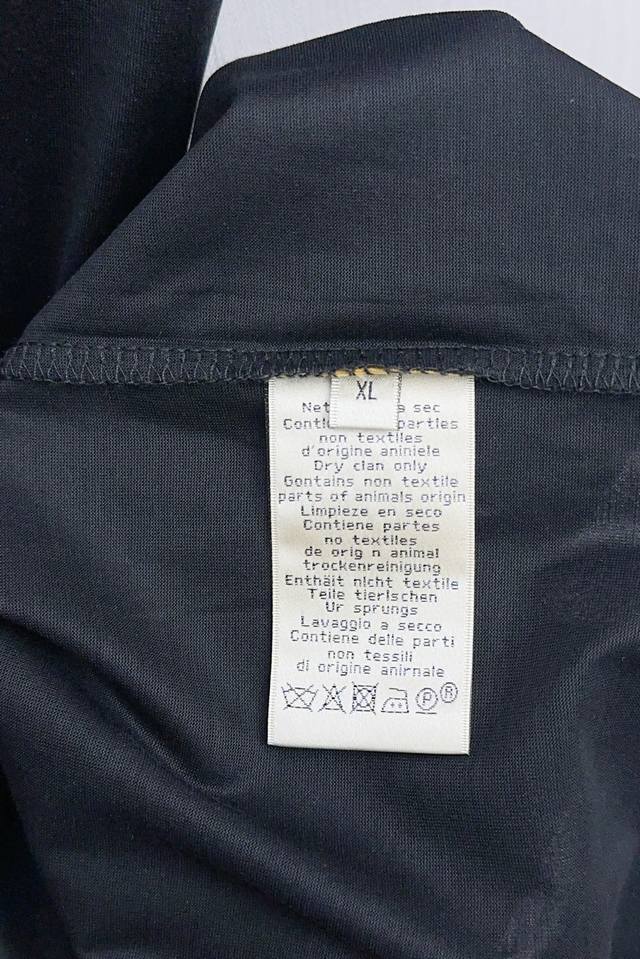 XL
Net a sec
Conti parties
non textiles
d'origine aniniele
Dry clan only
Gontains non textile
parts of animals origin
Limpieze en seco
Contiene partes
no textiles
de orig n animal
trockenreinigung
Enthäit nicht textile
Teile tierlschen
Ur sprungs
Lavaggio a secco
Contiene delle parti
non tessili
di origine anirnale
P ®